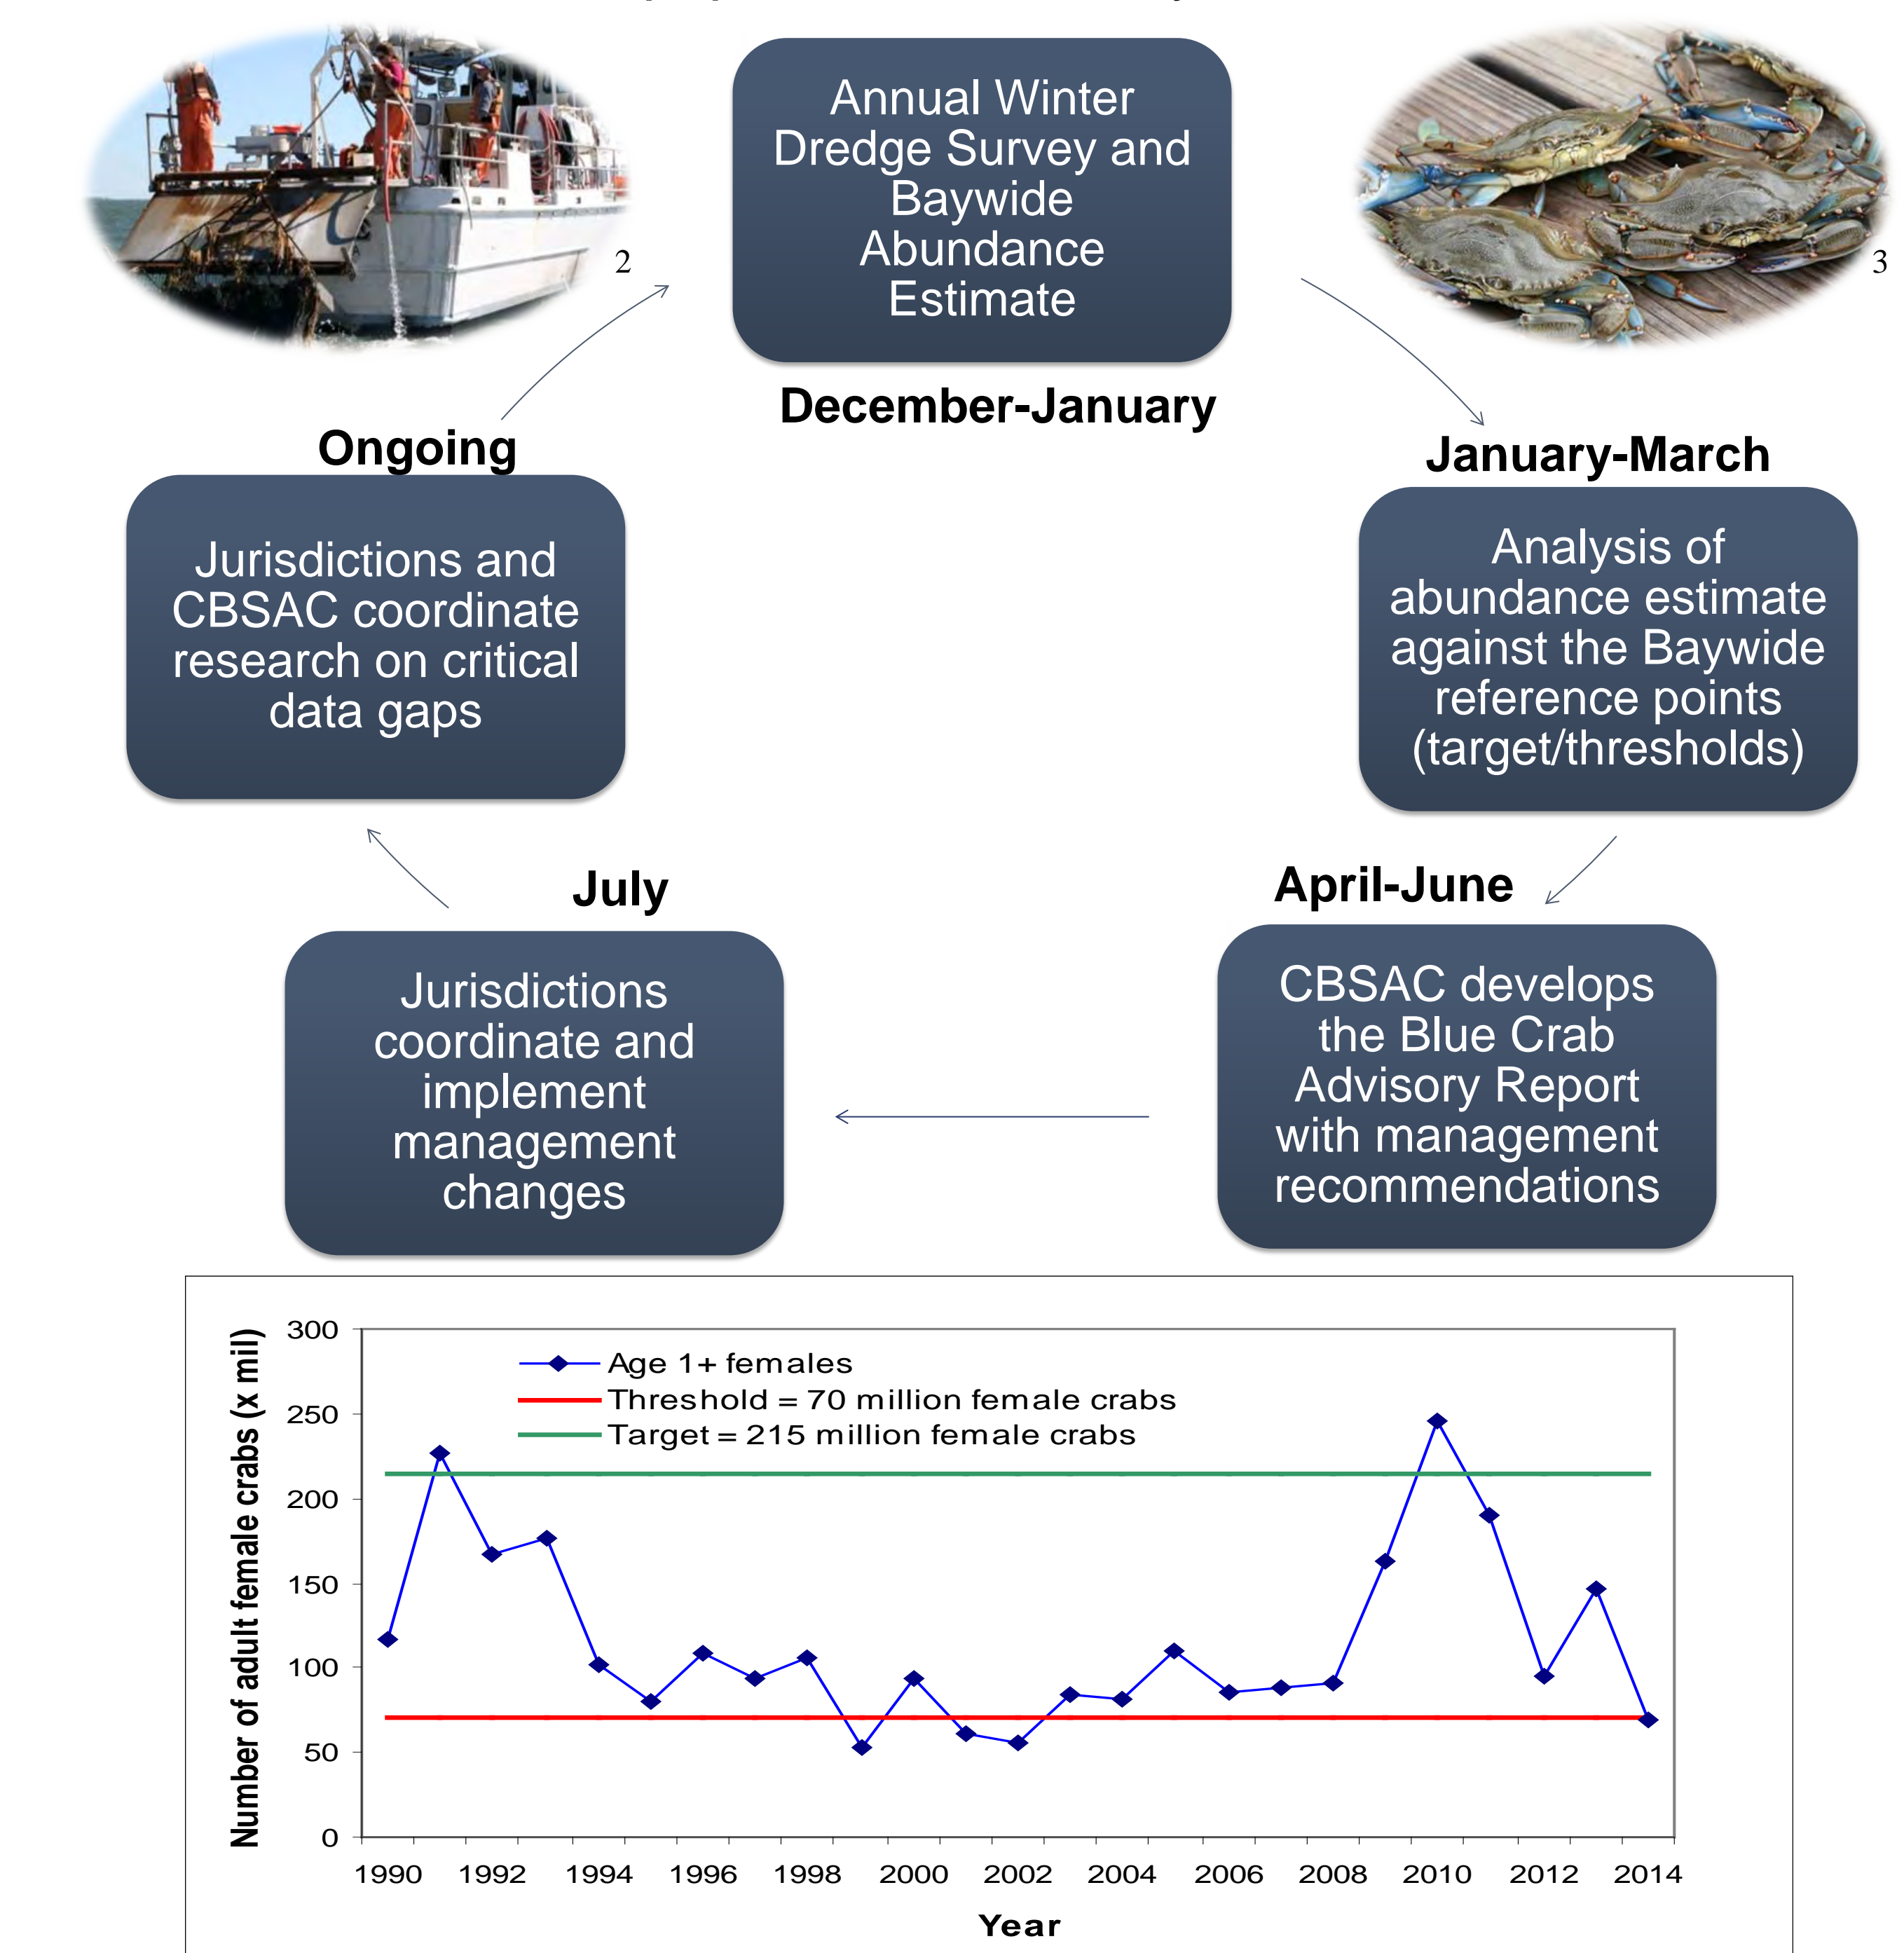 2
Annual Winter
Dredge Survey and
Baywide
Abundance
Estimate
3
December-January
Ongoing
January-March
Jurisdictions and
CBSAC coordinate
research on critical
data gaps
Analysis of
abundance estimate
against the Baywide
reference points
(target/thresholds)
July
April-June
Jurisdictions
coordinate and
implement
management
changes
CBSAC develops
the Blue Crab
Advisory Report
with management
recommendations
Number of adult female crabs (x mil)
300
250
200
150
100
50
0
Age 1+ females
Threshold = 70 million female crabs
Target = 215 million female crabs
1990 1992 1994 1996 1998 2000 2002 2004 2006 2008 2010 2012 2014
Year